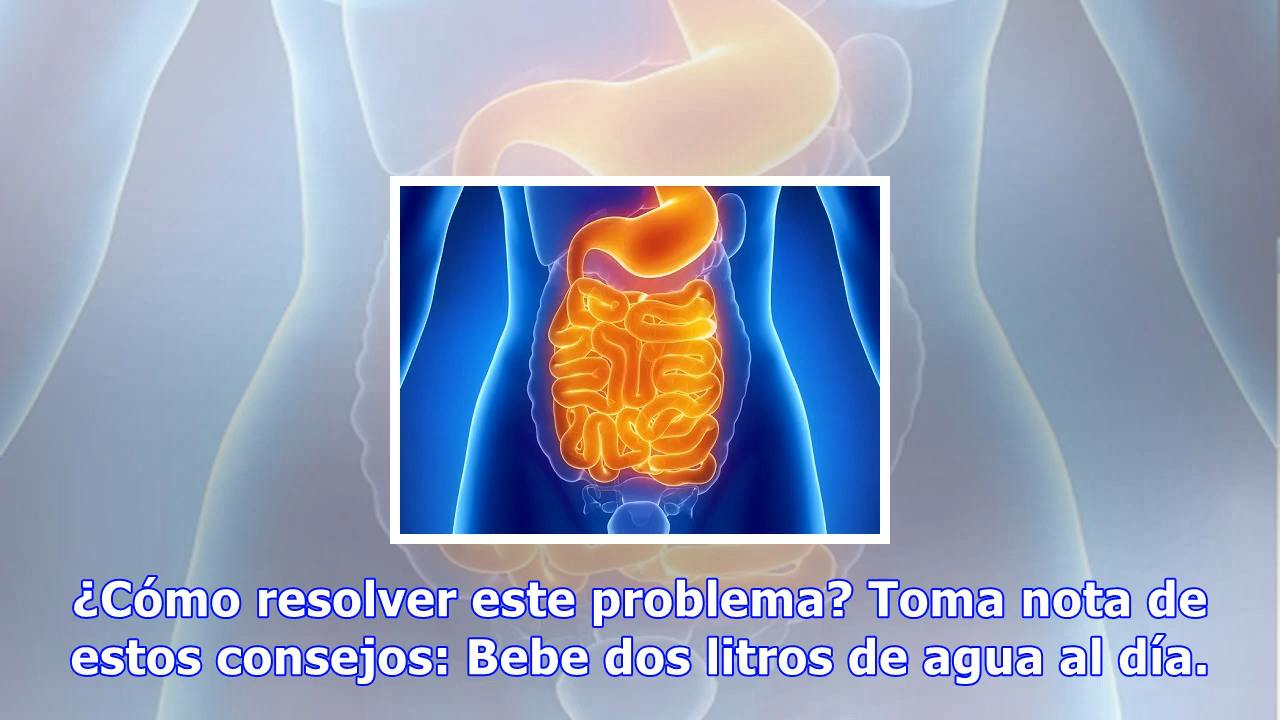 ¿Cómo resolver este problema? Toma nota de
estos consejos: Bebe dos litros de agua al día.